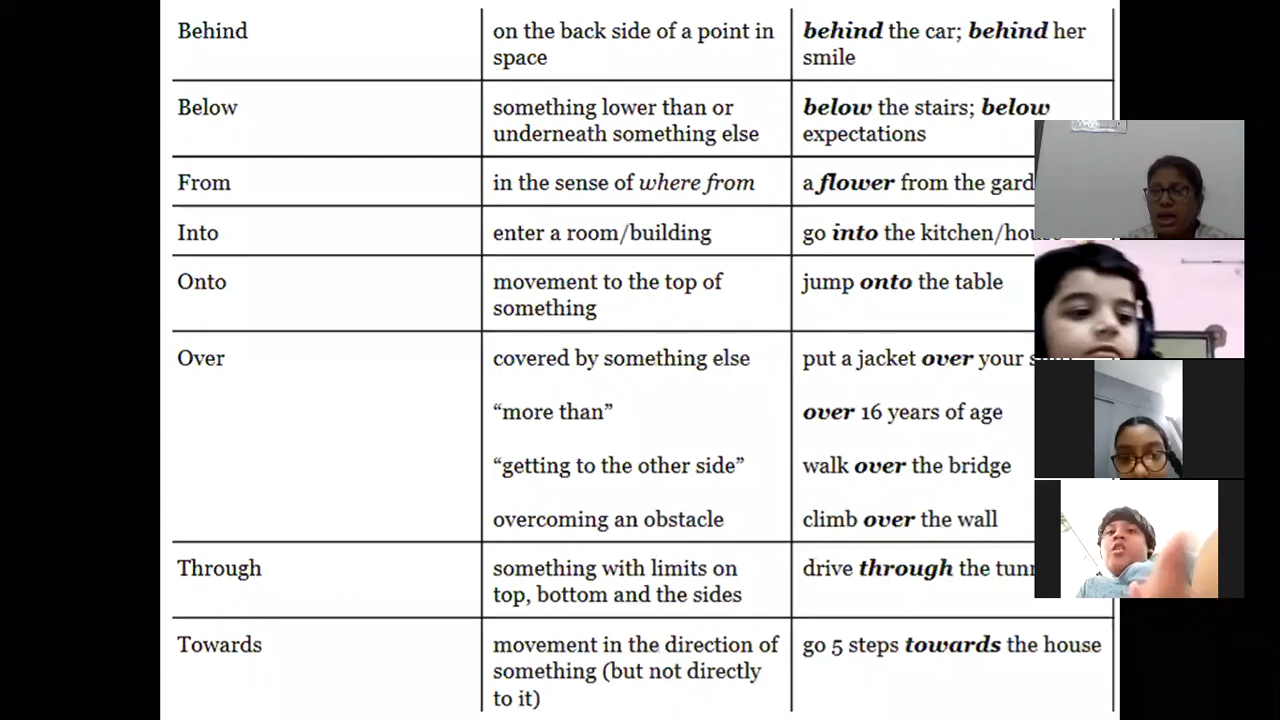 Behind
on the back side of a point in
space
behind the car; behind her
smile
Below
something lower than or
underneath something else
below the stairs; below
expectations
From
in the sense of where from
a flower from the
Into
enter a room/building
go into the
Onto
movement to the top of
something
jump onto the table
Over
covered by something else
put a jacket over your
“more than”
over 16 years of age
“getting to the other side”
walk over the bridge
overcoming an obstacle
climb over the wall
Through
something with limits on
top, bottom and the sides
drive through the
Towards
movement in the direction of
something (but not directly
to it)
go 5 steps towards the house